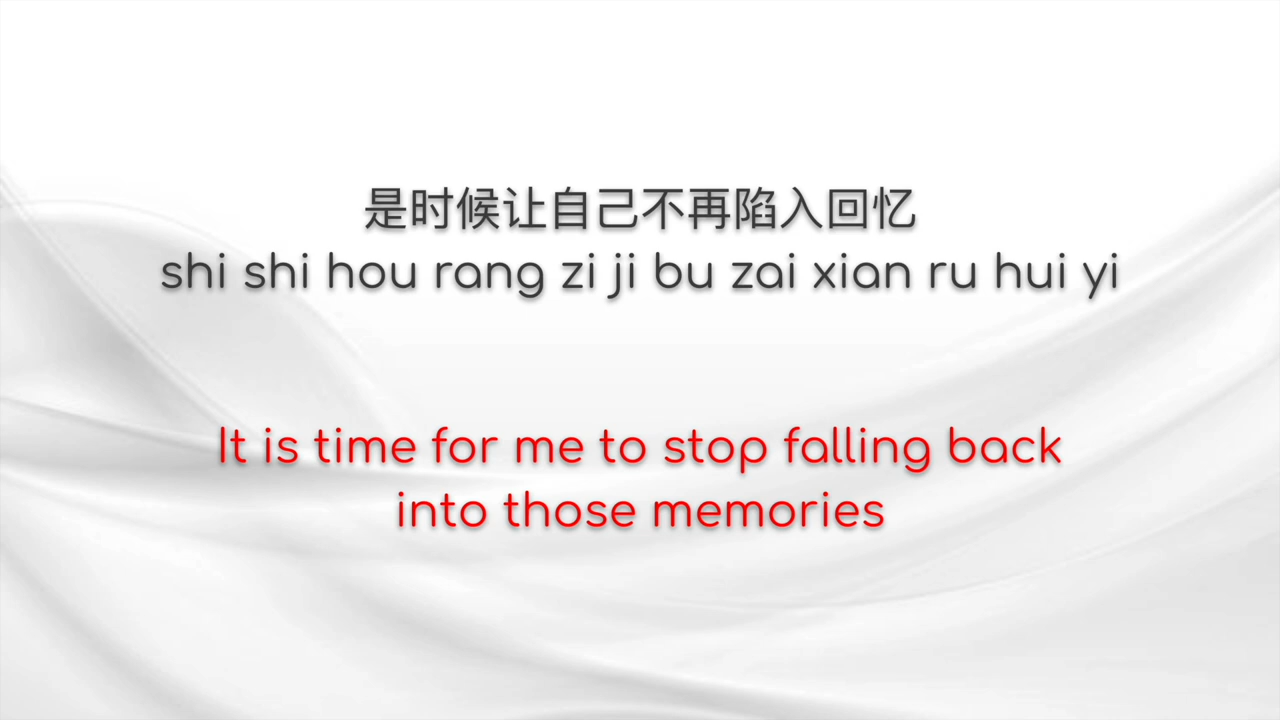 是时候让自己不再陷入回忆
shi shi hou rang zi ji bu zai xian ru hui yi
It is time for me to stop falling back
into those memories